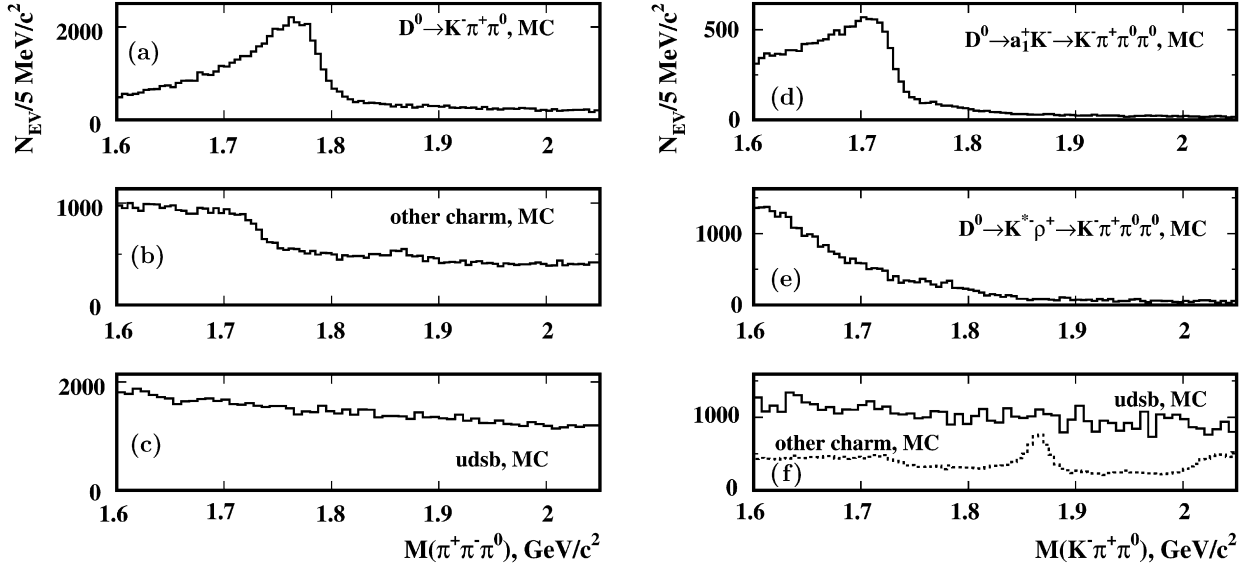 N_EV/5 MeV/c²
2000
0
(a)
D⁰→K⁻π⁺π⁰, MC
1.6 1.7 1.8 1.9 2
1000
0
(b)
other charm, MC
1.6 1.7 1.8 1.9 2
2000
1000
0
(c)
udsb, MC
1.6 1.7 1.8 1.9 2
M(π⁺π⁻π⁰), GeV/c²
N_EV/5 MeV/c²
500
0
(d)
D⁰→a₁⁺K⁻→K⁻π⁺π⁰π⁰, MC
1.6 1.7 1.8 1.9 2
1000
0
(e)
D⁰→K*⁻ρ⁺→K⁻π⁺π⁰π⁰, MC
1.6 1.7 1.8 1.9 2
1000
0
udsb, MC
other charm, MC
(f)
1.6 1.7 1.8 1.9 2
M(K⁻π⁺π⁰), GeV/c²